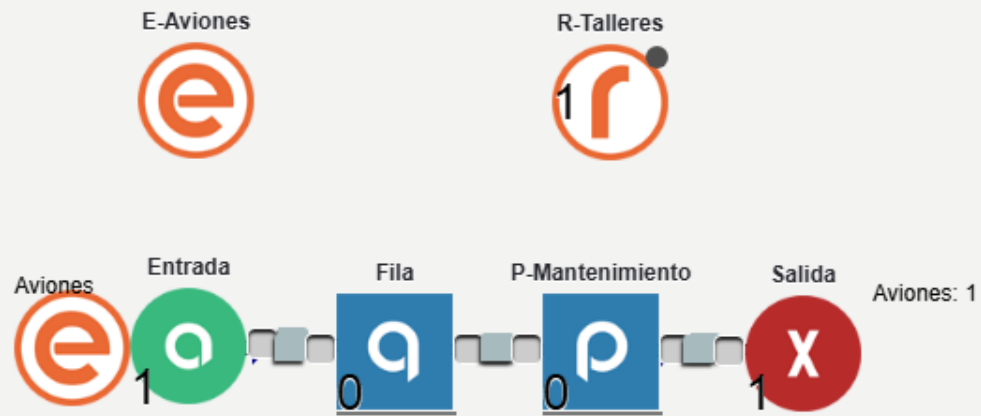 E-Aviones
R-Talleres
e
1
r
Aviones
Entrada
Fila
P-Mantenimiento
Salida
Aviones: 1
e
a
q
p
X
1
0
0
1